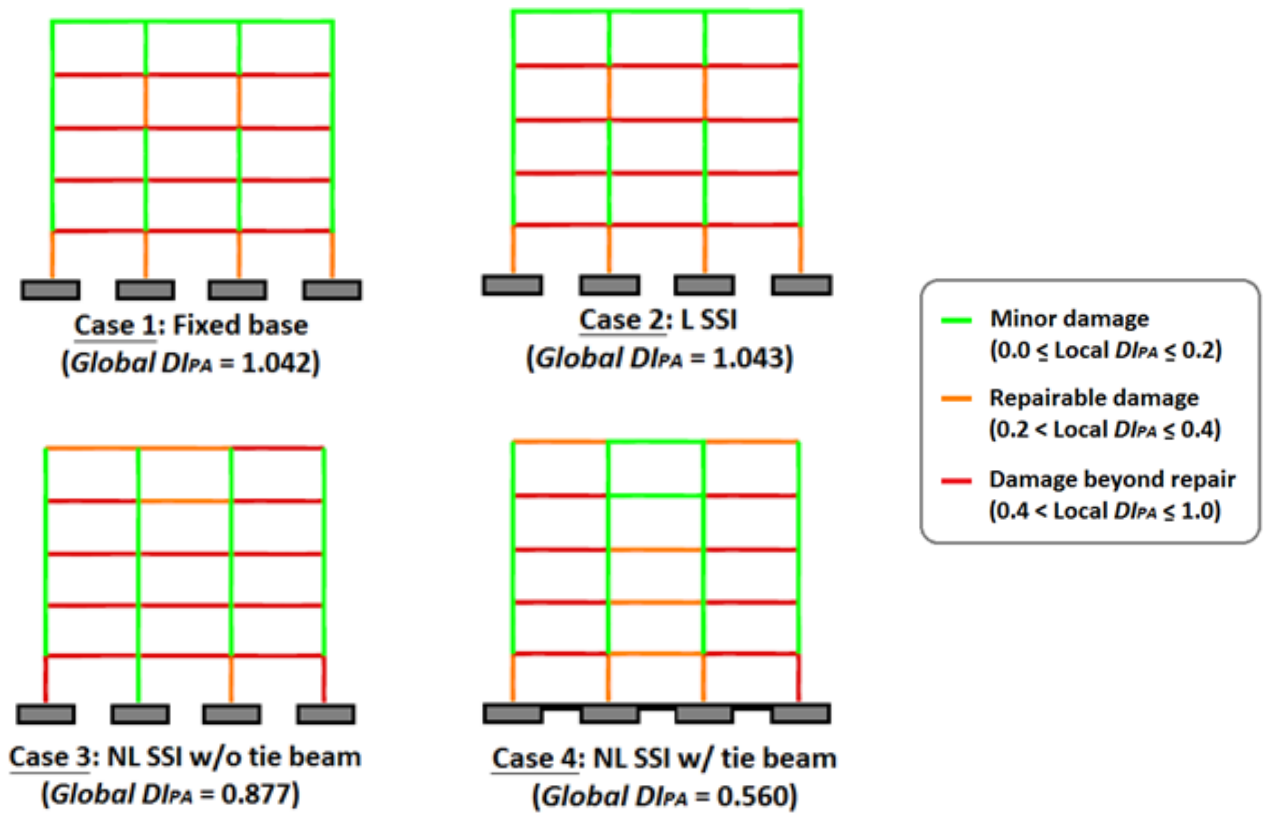 Case 1: Fixed base
(Global DIPA = 1.042)
Case 2: L SSI
(Global DIPA = 1.043)
Minor damage
(0.0 ≤ Local DIPA ≤ 0.2)
Repairable damage
(0.2 < Local DIPA ≤ 0.4)
Damage beyond repair
(0.4 < Local DIPA ≤ 1.0)
Case 3: NL SSI w/o tie beam
(Global DIPA = 0.877)
Case 4: NL SSI w/ tie beam
(Global DIPA = 0.560)